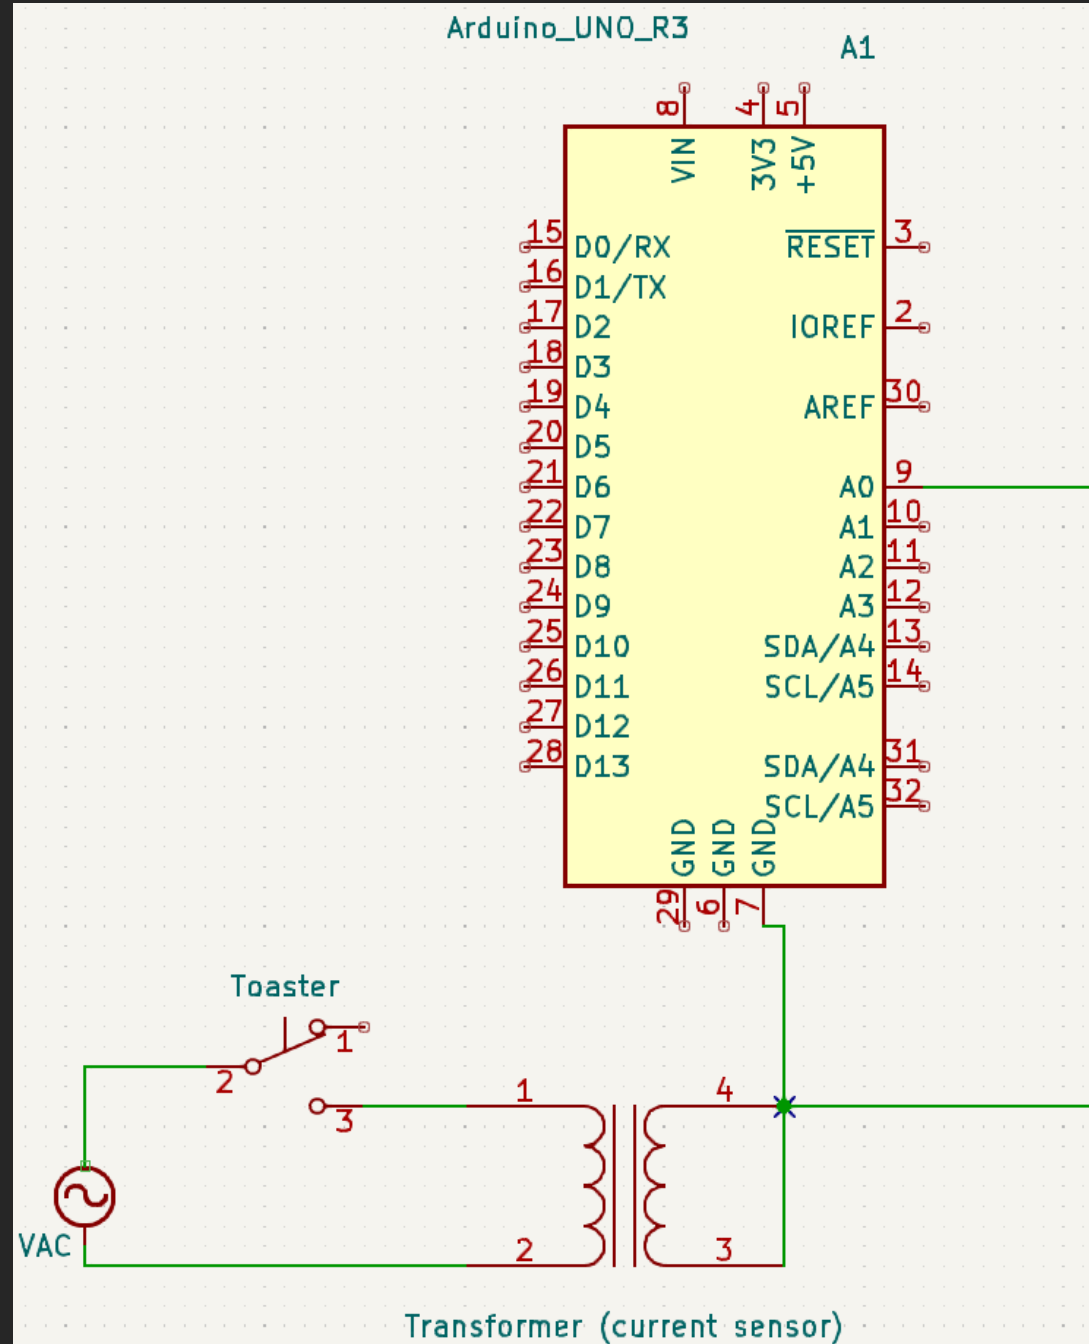 Arduino_UNO_R3
A1
8 4 5
VIN 3V3 +5V
15 D0/RX RESET 3
16 D1/TX
17 D2 IOREF 2
18 D3
19 D4 AREF 30
20 D5
21 D6 A0 9
22 D7 A1 10
23 D8 A2 11
24 D9 A3 12
25 D10 SDA/A4 13
26 D11 SCL/A5 14
27 D12
28 D13 SDA/A4 31
SCL/A5 32
GND GND GND
29 6 7
Toaster
1
2
3
1 4
VAC
2 3
Transformer (current sensor)